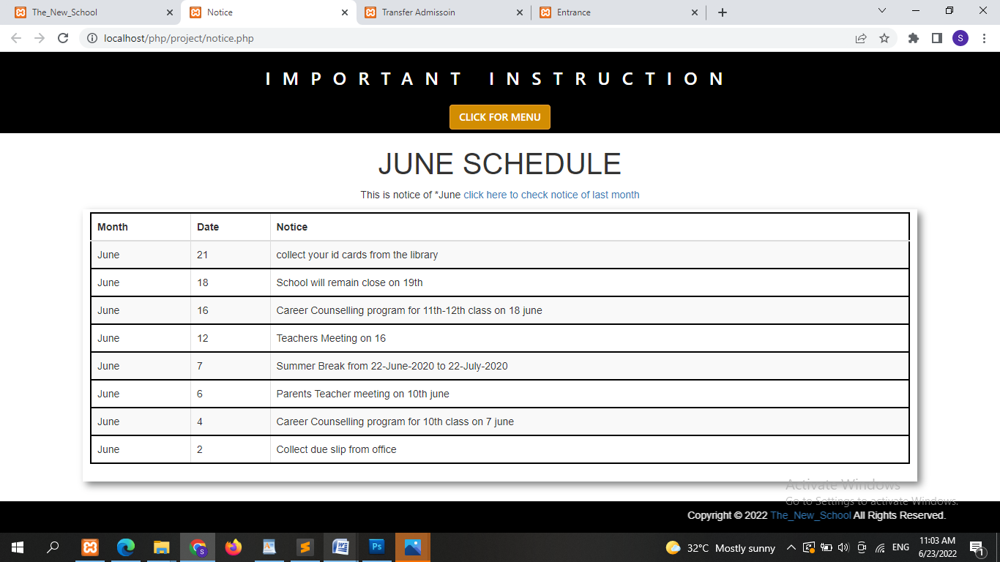 The_New_School
Notice
Transfer Admissoin
Entrance
localhost/php/project/notice.php
S
IMPORTANT INSTRUCTION
CLICK FOR MENU
JUNE SCHEDULE
This is notice of *June click here to check notice of last month
Month Date Notice
June 21 collect your id cards from the library
June 18 School will remain close on 19th
June 16 Career Counselling program for 11th-12th class on 18 june
June 12 Teachers Meeting on 16
June 7 Summer Break from 22-June-2020 to 22-July-2020
June 6 Parents Teacher meeting on 10th june
June 4 Career Counselling program for 10th class on 7 june
June 2 Collect due slip from office
Activate Windows
Go to Settings to activate Windows.
Copyright © 2022 The_New_School All Rights Reserved.
S
W
Ps
32°C Mostly sunny
ENG
11:03 AM
6/23/2022
1